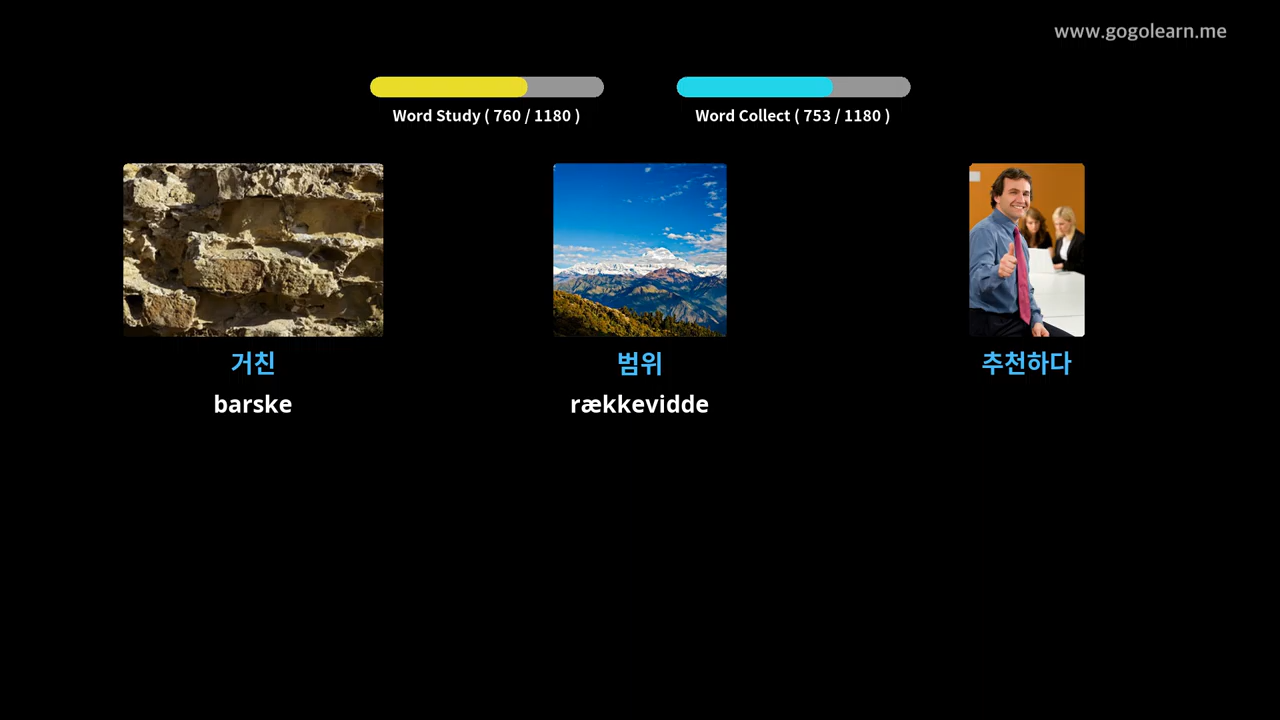 www.gogolearn.me
Word Study ( 760 / 1180 )
Word Collect ( 753 / 1180 )
거친
범위
추천하다
barske
rækkevidde